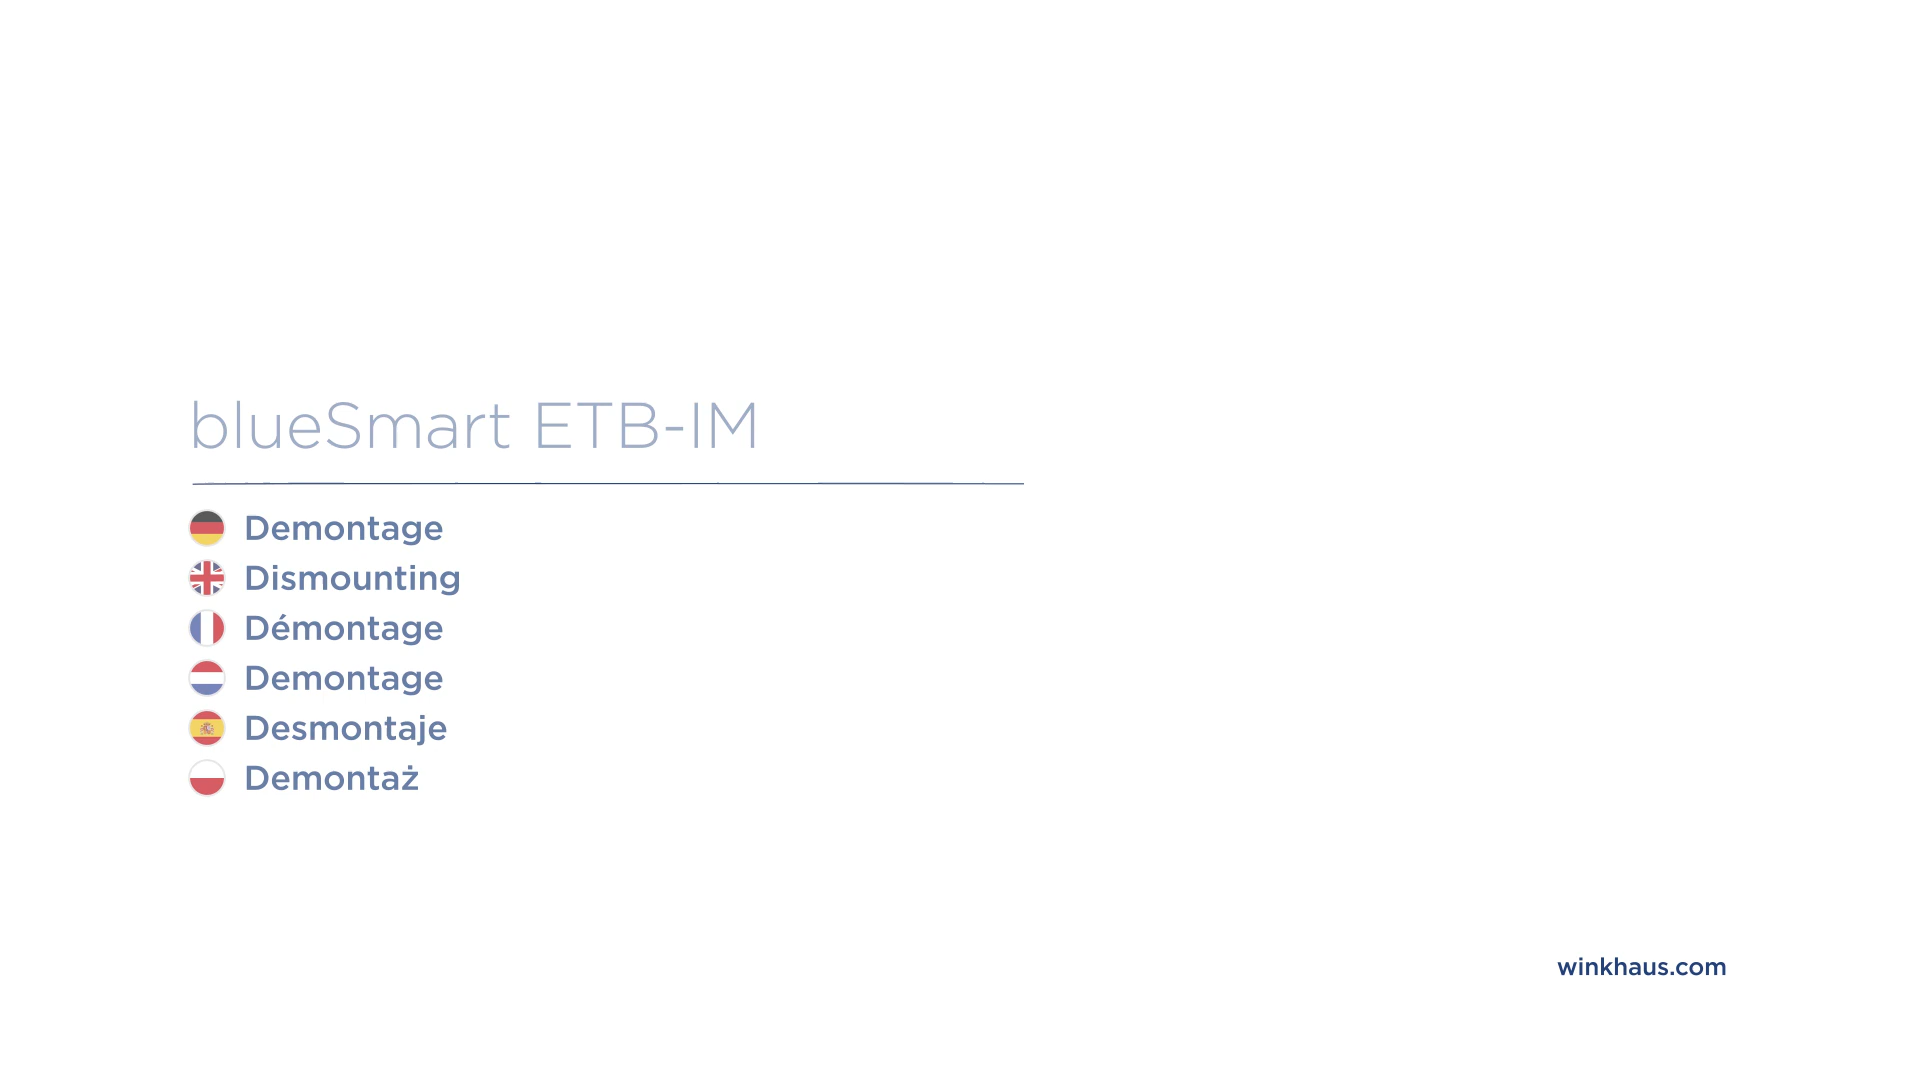 blueSmart ETB-IM
Demontage
Dismounting
Démontage
Demontage
Desmontaje
Demontaż
winkhaus.com